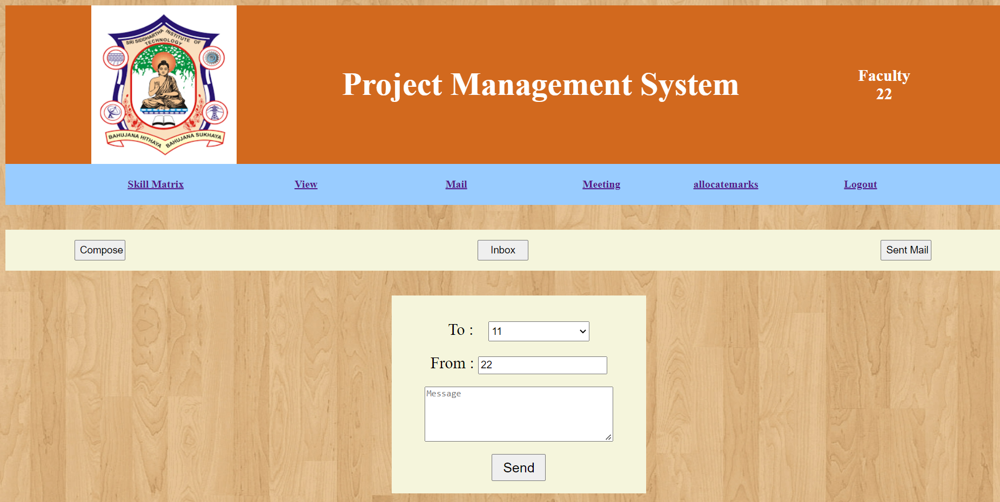 SRI SIDDHARTHA INSTITUTE OF
TECHNOLOGY
BAHUJANA HITHAYA BAHUJANA SUKHAYA
Project Management System
Faculty
22
Skill Matrix View Mail Meeting allocatemarks Logout
Compose Inbox Sent Mail
To : 11
From : 22
Message
Send